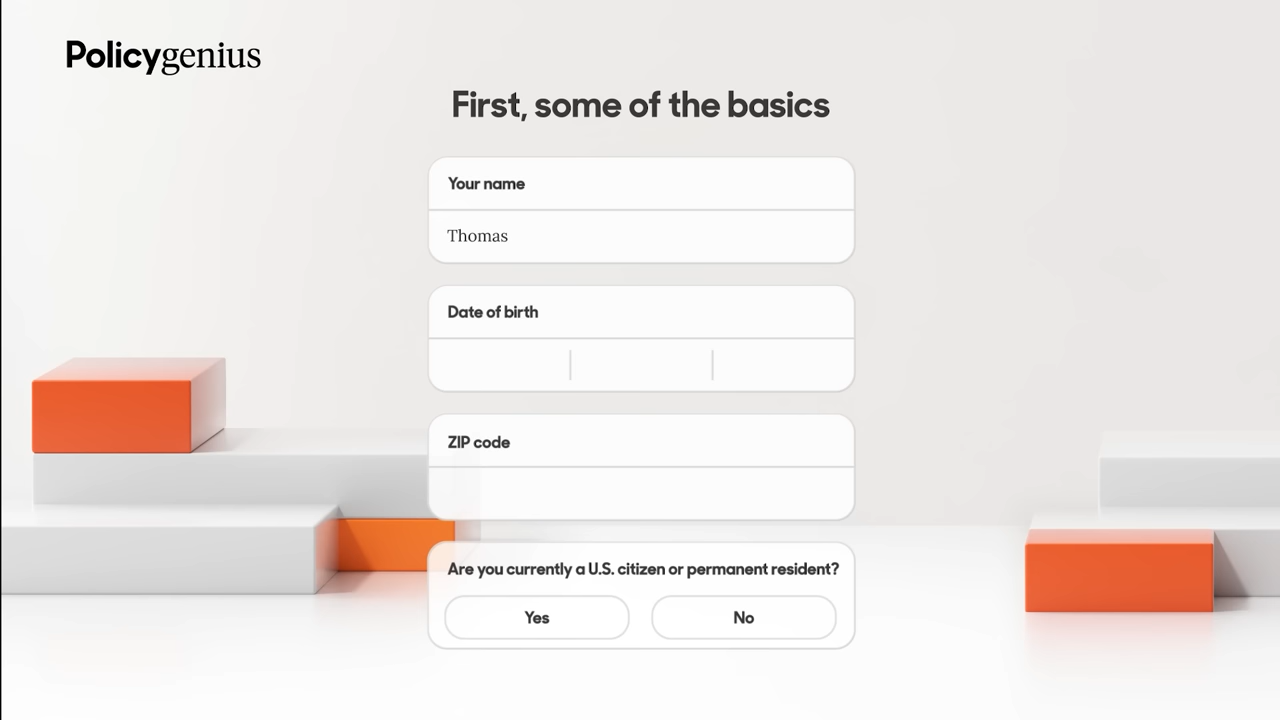 Policygenius
First, some of the basics
Your name
Thomas
Date of birth
ZIP code
Are you currently a U.S. citizen or permanent resident?
Yes
No